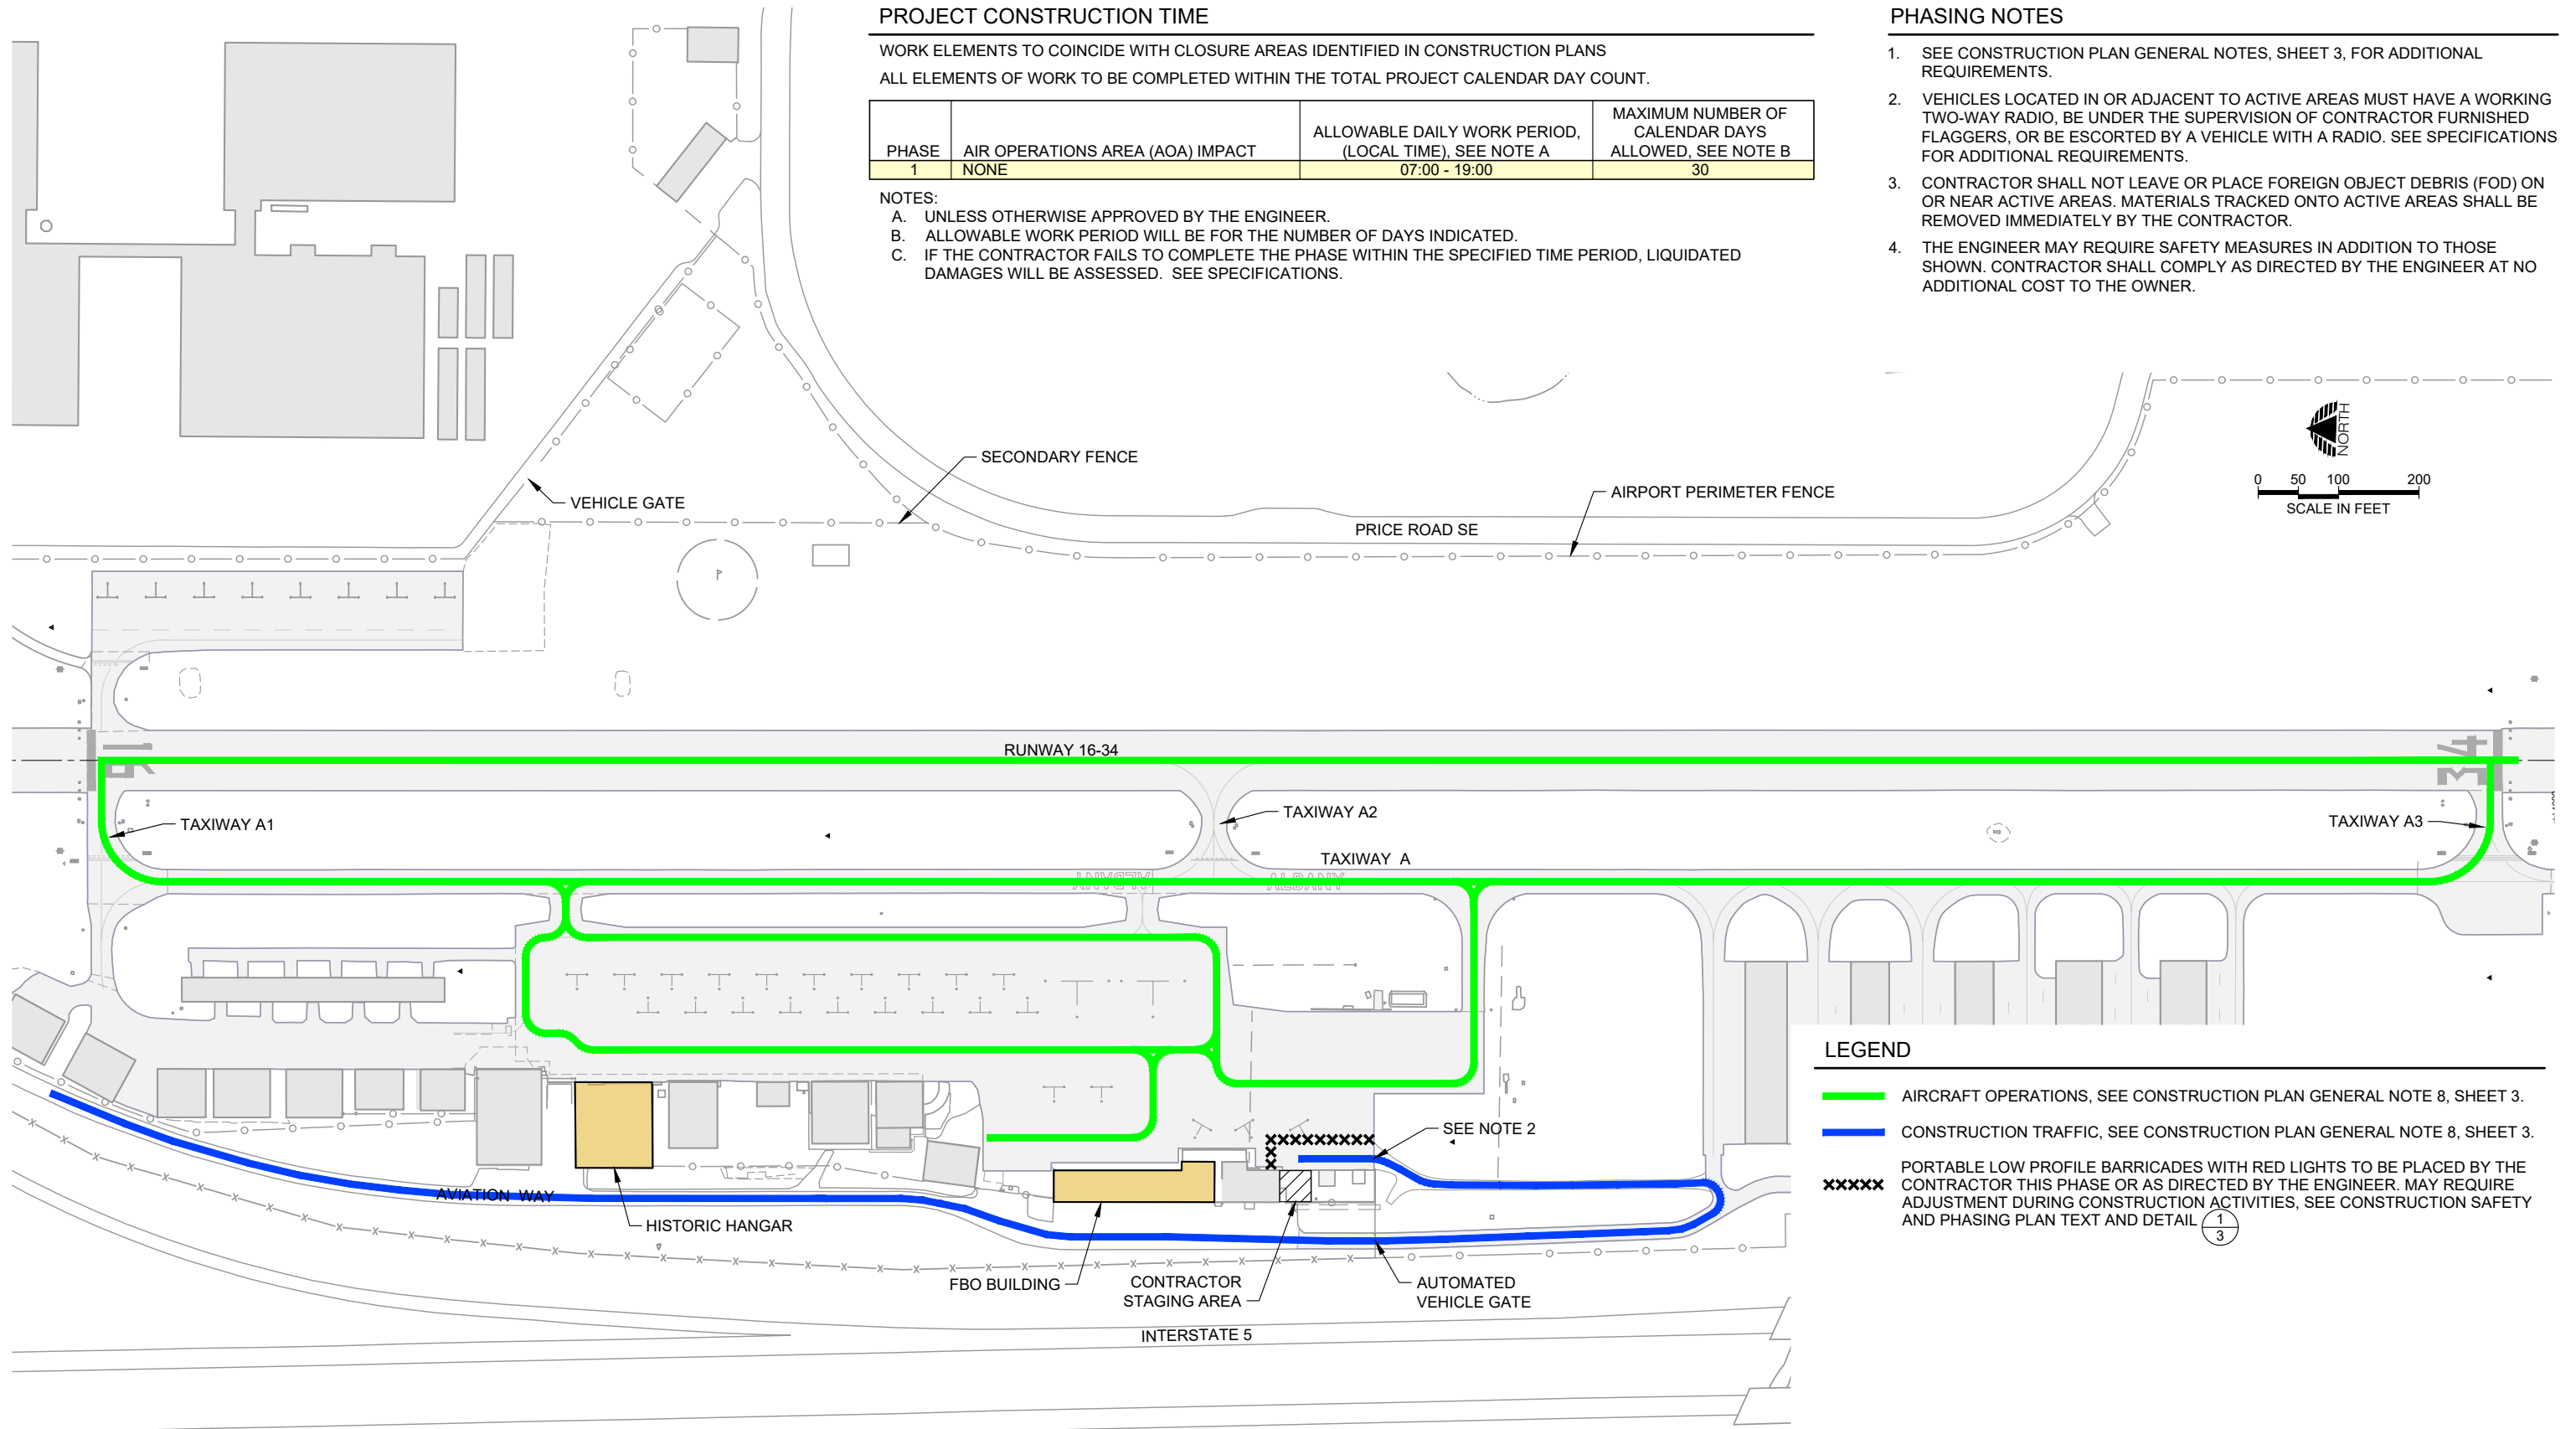 PROJECT CONSTRUCTION TIME
WORK ELEMENTS TO COINCIDE WITH CLOSURE AREAS IDENTIFIED IN CONSTRUCTION PLANS
ALL ELEMENTS OF WORK TO BE COMPLETED WITHIN THE TOTAL PROJECT CALENDAR DAY COUNT.
PHASE
AIR OPERATIONS AREA (AOA) IMPACT
ALLOWABLE DAILY WORK PERIOD,
(LOCAL TIME), SEE NOTE A
MAXIMUM NUMBER OF
CALENDAR DAYS
ALLOWED, SEE NOTE B
1 NONE 07:00 - 19:00 30
NOTES:
A. UNLESS OTHERWISE APPROVED BY THE ENGINEER.
B. ALLOWABLE WORK PERIOD WILL BE FOR THE NUMBER OF DAYS INDICATED.
C. IF THE CONTRACTOR FAILS TO COMPLETE THE PHASE WITHIN THE SPECIFIED TIME PERIOD, LIQUIDATED
DAMAGES WILL BE ASSESSED. SEE SPECIFICATIONS.
PHASING NOTES
1. SEE CONSTRUCTION PLAN GENERAL NOTES, SHEET 3, FOR ADDITIONAL
REQUIREMENTS.
2. VEHICLES LOCATED IN OR ADJACENT TO ACTIVE AREAS MUST HAVE A WORKING
TWO-WAY RADIO, BE UNDER THE SUPERVISION OF CONTRACTOR FURNISHED
FLAGGERS, OR BE ESCORTED BY A VEHICLE WITH A RADIO. SEE SPECIFICATIONS
FOR ADDITIONAL REQUIREMENTS.
3. CONTRACTOR SHALL NOT LEAVE OR PLACE FOREIGN OBJECT DEBRIS (FOD) ON
OR NEAR ACTIVE AREAS. MATERIALS TRACKED ONTO ACTIVE AREAS SHALL BE
REMOVED IMMEDIATELY BY THE CONTRACTOR.
4. THE ENGINEER MAY REQUIRE SAFETY MEASURES IN ADDITION TO THOSE
SHOWN. CONTRACTOR SHALL COMPLY AS DIRECTED BY THE ENGINEER AT NO
ADDITIONAL COST TO THE OWNER.
NORTH
0 50 100 200
SCALE IN FEET
SECONDARY FENCE
VEHICLE GATE
AIRPORT PERIMETER FENCE
PRICE ROAD SE
RUNWAY 16-34
34
TAXIWAY A1
TAXIWAY A2
TAXIWAY A3
TAXIWAY A
ALBANY
ALBANY
SEE NOTE 2
AVIATION WAY
HISTORIC HANGAR
FBO BUILDING
CONTRACTOR
STAGING AREA
AUTOMATED
VEHICLE GATE
INTERSTATE 5
LEGEND
AIRCRAFT OPERATIONS, SEE CONSTRUCTION PLAN GENERAL NOTE 8, SHEET 3.
CONSTRUCTION TRAFFIC, SEE CONSTRUCTION PLAN GENERAL NOTE 8, SHEET 3.
PORTABLE LOW PROFILE BARRICADES WITH RED LIGHTS TO BE PLACED BY THE
CONTRACTOR THIS PHASE OR AS DIRECTED BY THE ENGINEER. MAY REQUIRE
ADJUSTMENT DURING CONSTRUCTION ACTIVITIES, SEE CONSTRUCTION SAFETY
AND PHASING PLAN TEXT AND DETAIL 1
3